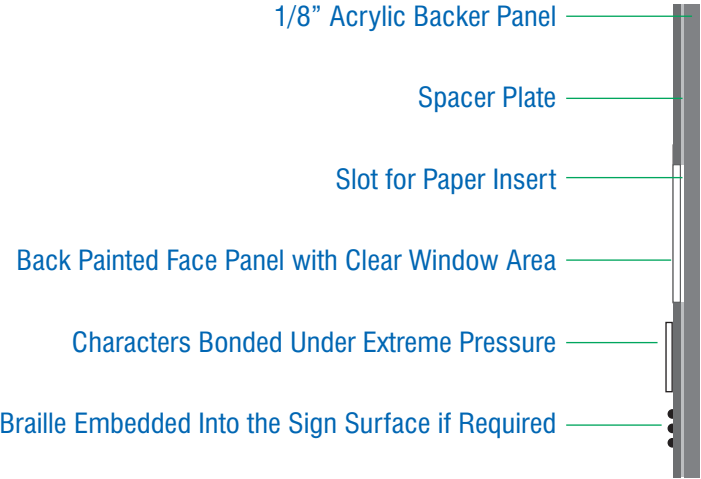 1/8” Acrylic Backer Panel
Spacer Plate
Slot for Paper Insert
Back Painted Face Panel with Clear Window Area
Characters Bonded Under Extreme Pressure
Braille Embedded Into the Sign Surface if Required